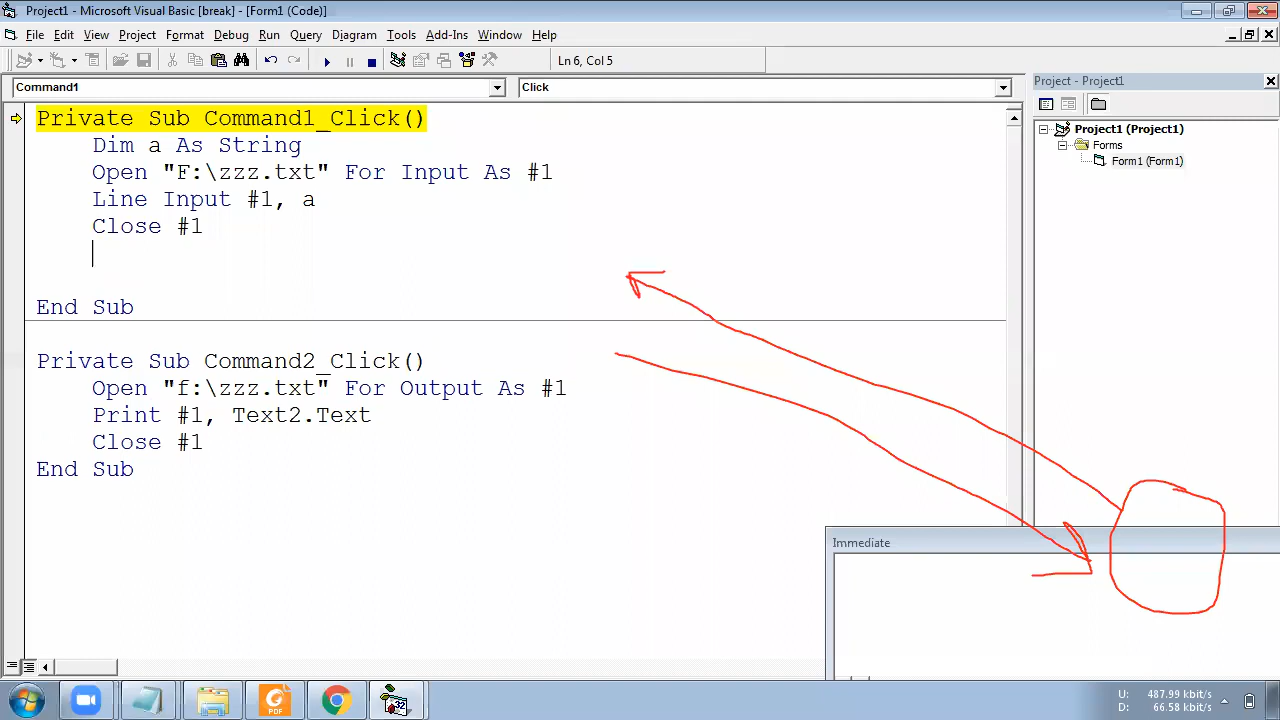 Project1 - Microsoft Visual Basic [break] - [Form1 (Code)]
File Edit View Project Format Debug Run Query Diagram Tools Add-Ins Window Help
Ln 6, Col 5
Command1 Click
Project - Project1
Private Sub Command1_Click()
Dim a As String
Open "F:\zzz.txt" For Input As #1
Line Input #1, a
Close #1
End Sub
Private Sub Command2_Click()
Open "f:\zzz.txt" For Output As #1
Print #1, Text2.Text
Close #1
End Sub
Project1 (Project1)
Forms
Form1 (Form1)
Immediate
PDF
32
U: 487.99 kbit/s
D: 66.58 kbit/s